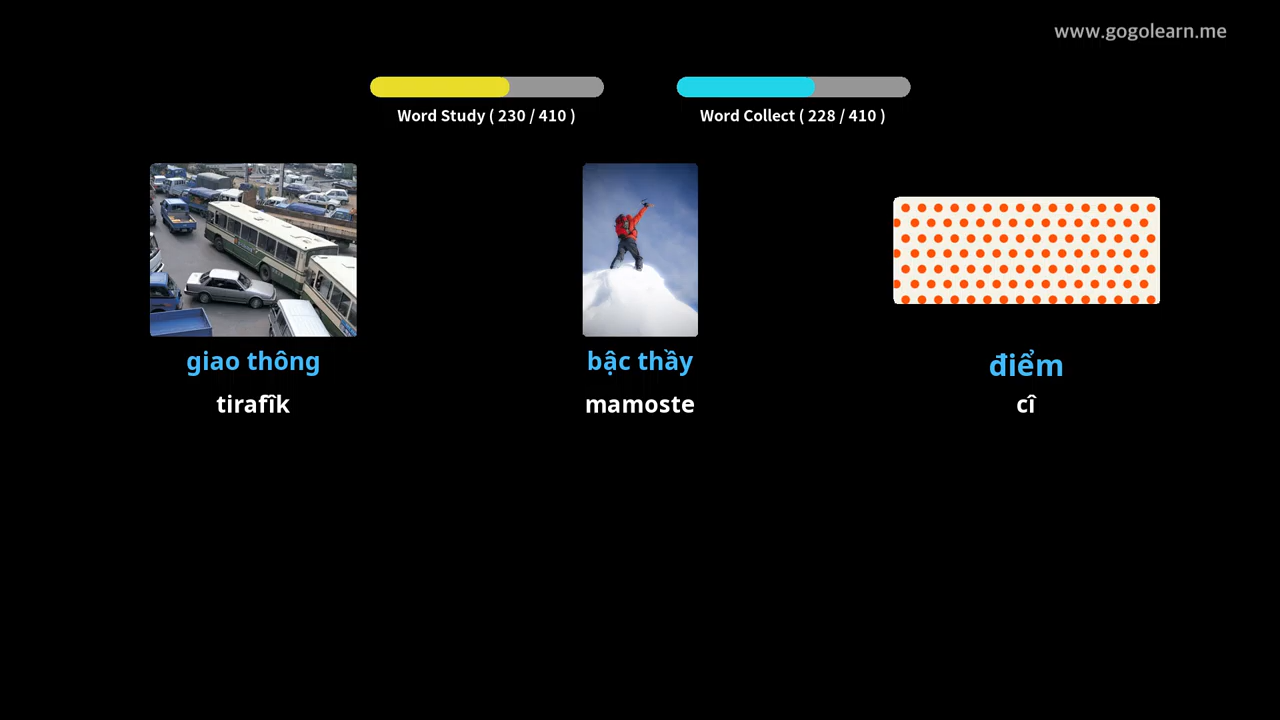 www.gogolearn.me
Word Study ( 230 / 410 )
Word Collect ( 228 / 410 )
giao thông
bậc thầy
điểm
tirafîk
mamoste
cî